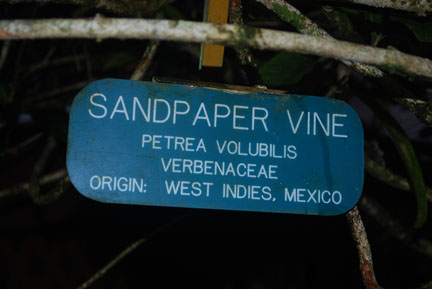 SANDPAPER VINE
PETREA VOLUBILIS
VERBENACEAE
ORIGIN: WEST INDIES, MEXICO